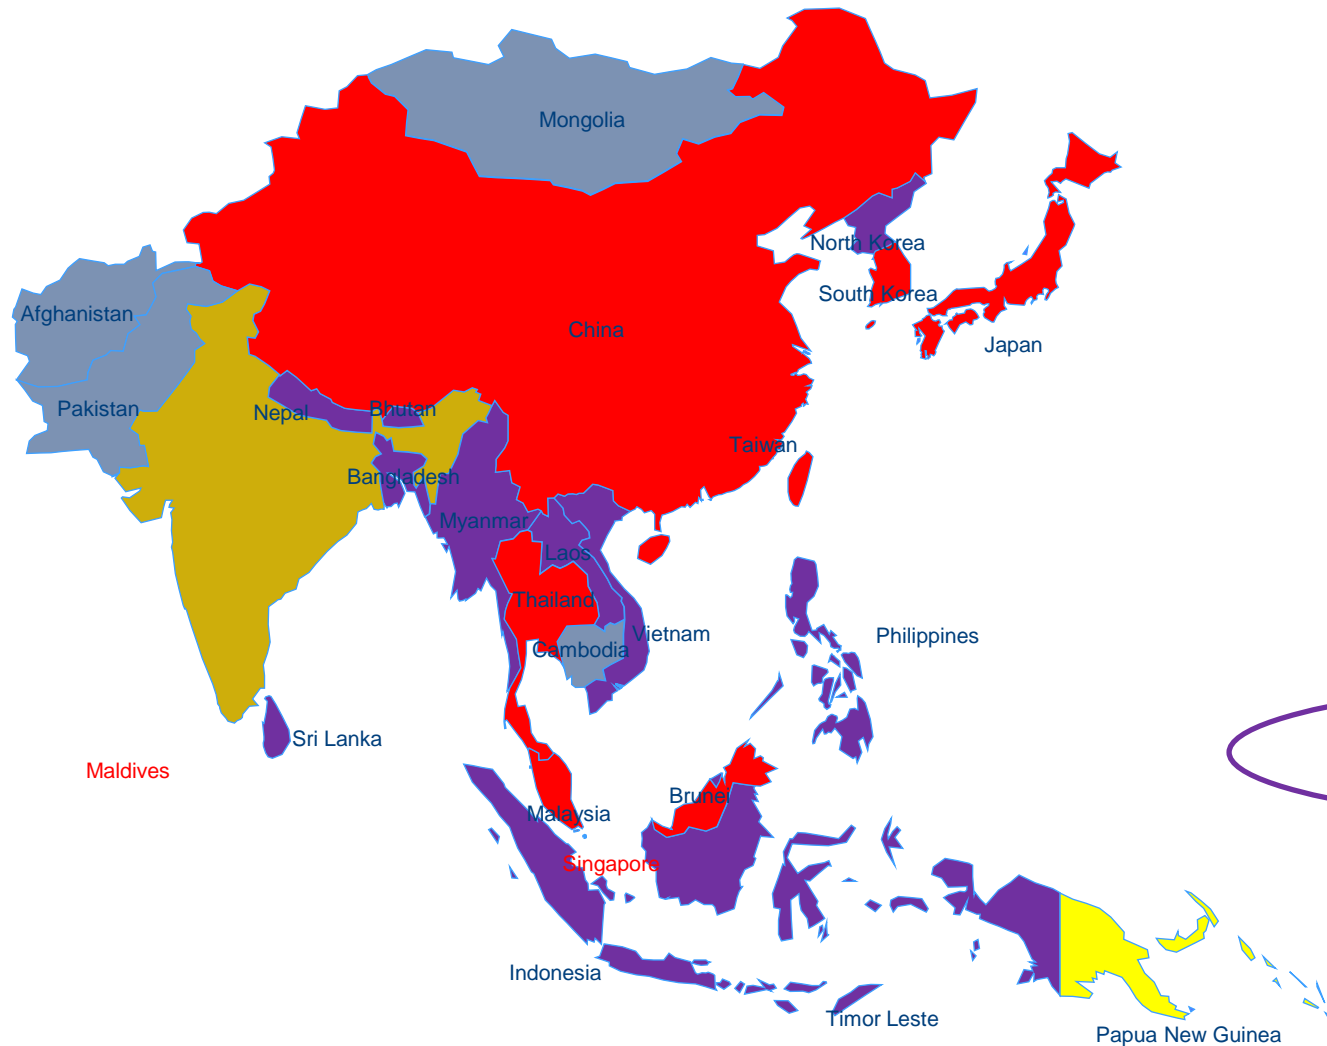 Mongolia
North Korea
Afghanistan
South Korea
China
Japan
Pakistan
Nepal
Bhutan
Taiwan
Bangladesh
Myanmar
Laos
Thailand
Vietnam
Philippines
Cambodia
Sri Lanka
Maldives
Brunei
Malaysia
Singapore
Indonesia
Timor Leste
Papua New Guinea